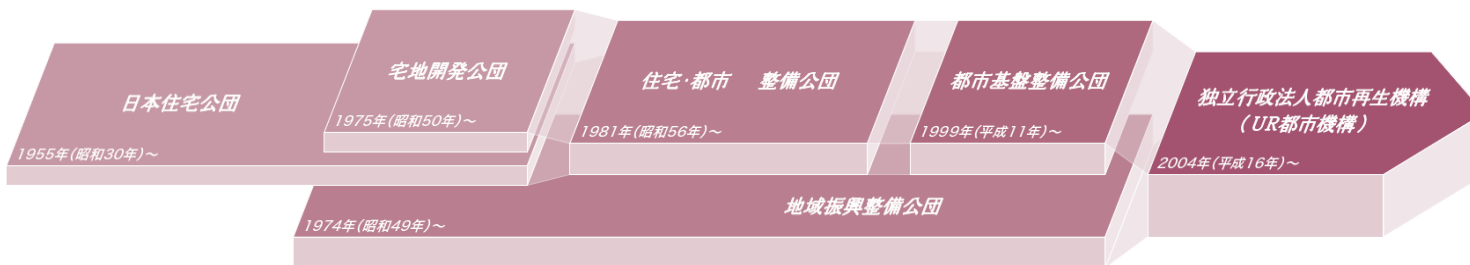 日本住宅公団
1955年(昭和30年)～
宅地開発公団
1975年(昭和50年)～
住宅・都市　整備公団
1981年(昭和56年)～
都市基盤整備公団
1999年(平成11年)～
独立行政法人都市再生機構
（UR都市機構）
2004年(平成16年)～
地域振興整備公団
1974年(昭和49年)～